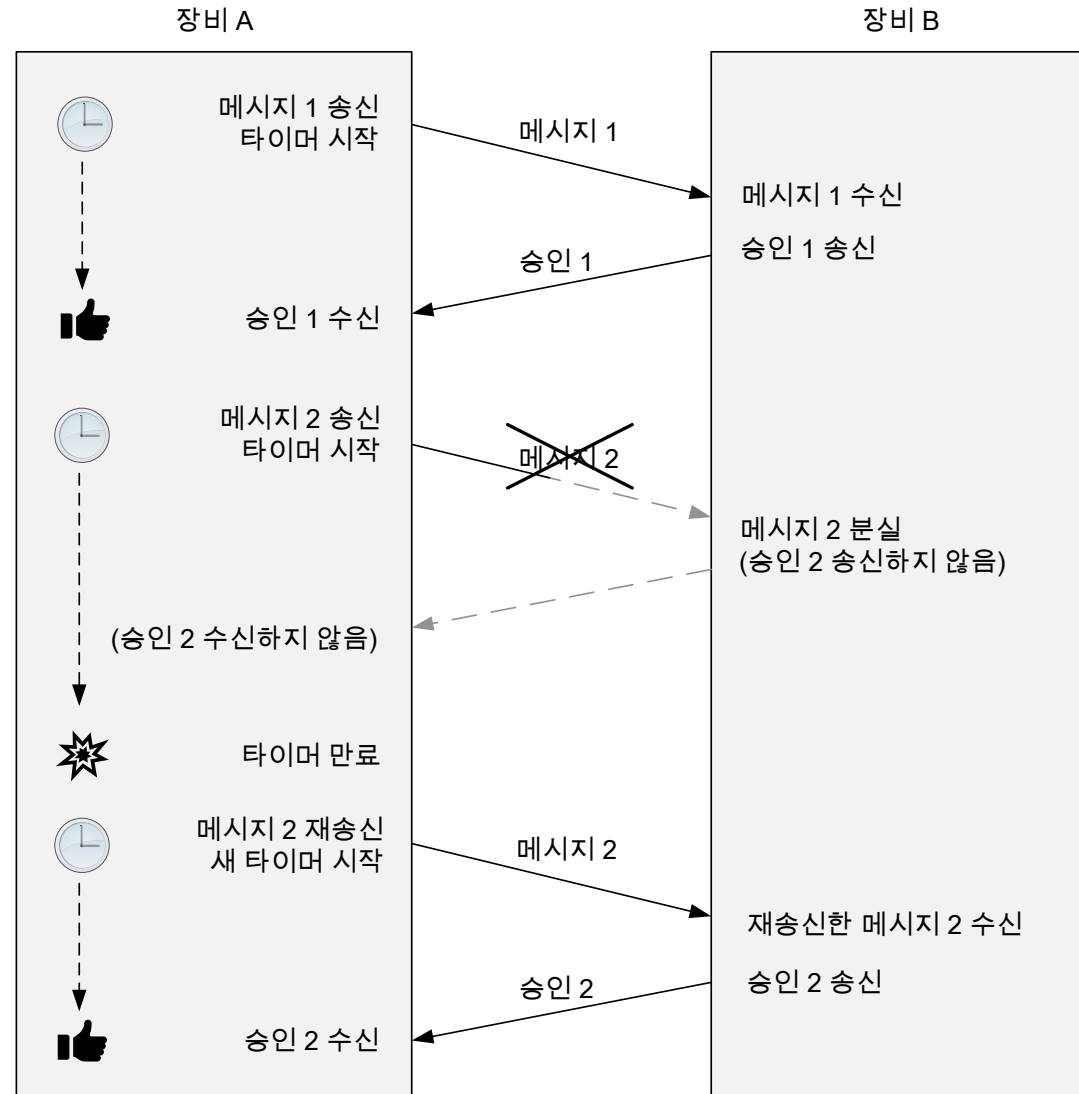 장비 A
장비 B
메시지 1 송신
타이머 시작
메시지 1
메시지 1 수신
승인 1 송신
승인 1
승인 1 수신
메시지 2 송신
타이머 시작
메시지 2
메시지 2 분실
(승인 2 송신하지 않음)
(승인 2 수신하지 않음)
타이머 만료
메시지 2 재송신
새 타이머 시작
메시지 2
재송신한 메시지 2 수신
승인 2 송신
승인 2
승인 2 수신